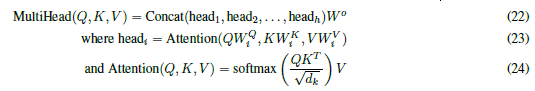 MultiHead(Q, K, V) = Concat(head₁, head₂, . . . , headₕ)Wᵒ (22)
where headᵢ = Attention(QWᵢ^Q, KWᵢ^K, VWᵢ^V) (23)
and Attention(Q, K, V) = softmax(QK^T / √dₖ) V (24)